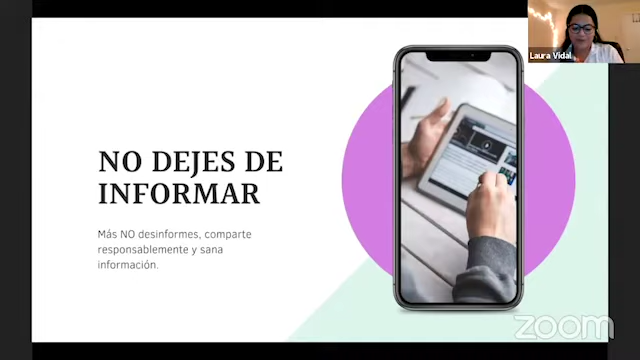 Laura Vidal
NO DEJES DE
INFORMAR
Más NO desinformes, comparte
responsablemente y sana
información.
zoom